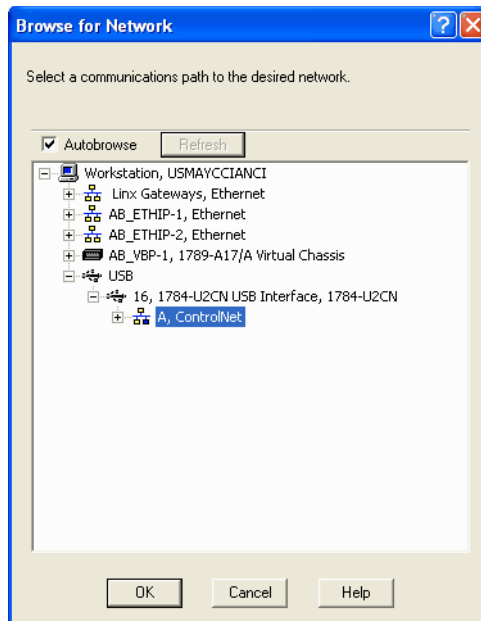 Browse for Network
Select a communications path to the desired network.
Autobrowse
Refresh
Workstation, USMAYCCIANCI
Linx Gateways, Ethernet
AB_ETHIP-1, Ethernet
AB_ETHIP-2, Ethernet
AB_VBP-1, 1789-A17/A Virtual Chassis
USB
16, 1784-U2CN USB Interface, 1784-U2CN
A, ControlNet
OK
Cancel
Help